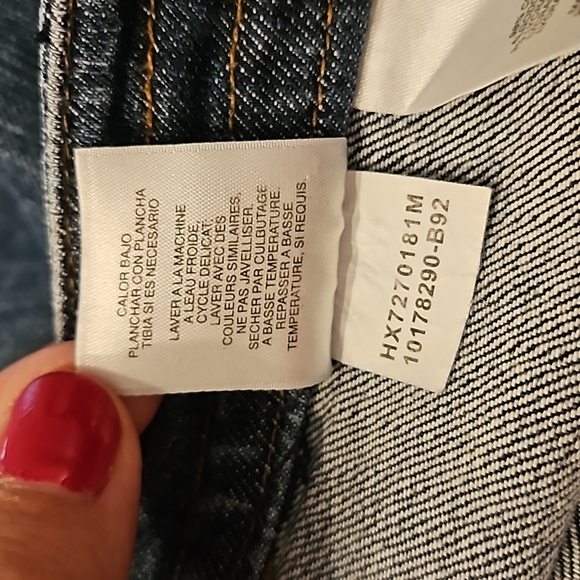 CALOR BAJO
PLANCHAR CON PLANCHA
TIBIA SI ES NECESARIO
LAVER A LA MACHINE
A LEAU FROIDE,
CYCLE DELICAT.
LAVER AVEC DES
COULEURS SIMILAIRES.
NE PAS JAVELLISER.
SECHER PAR CULBUTAGE
A BASSE TEMPERATURE.
REPASSER A BASSE
TEMPERATURE, SI REQUIS.
HX7270181M
10178290-B92